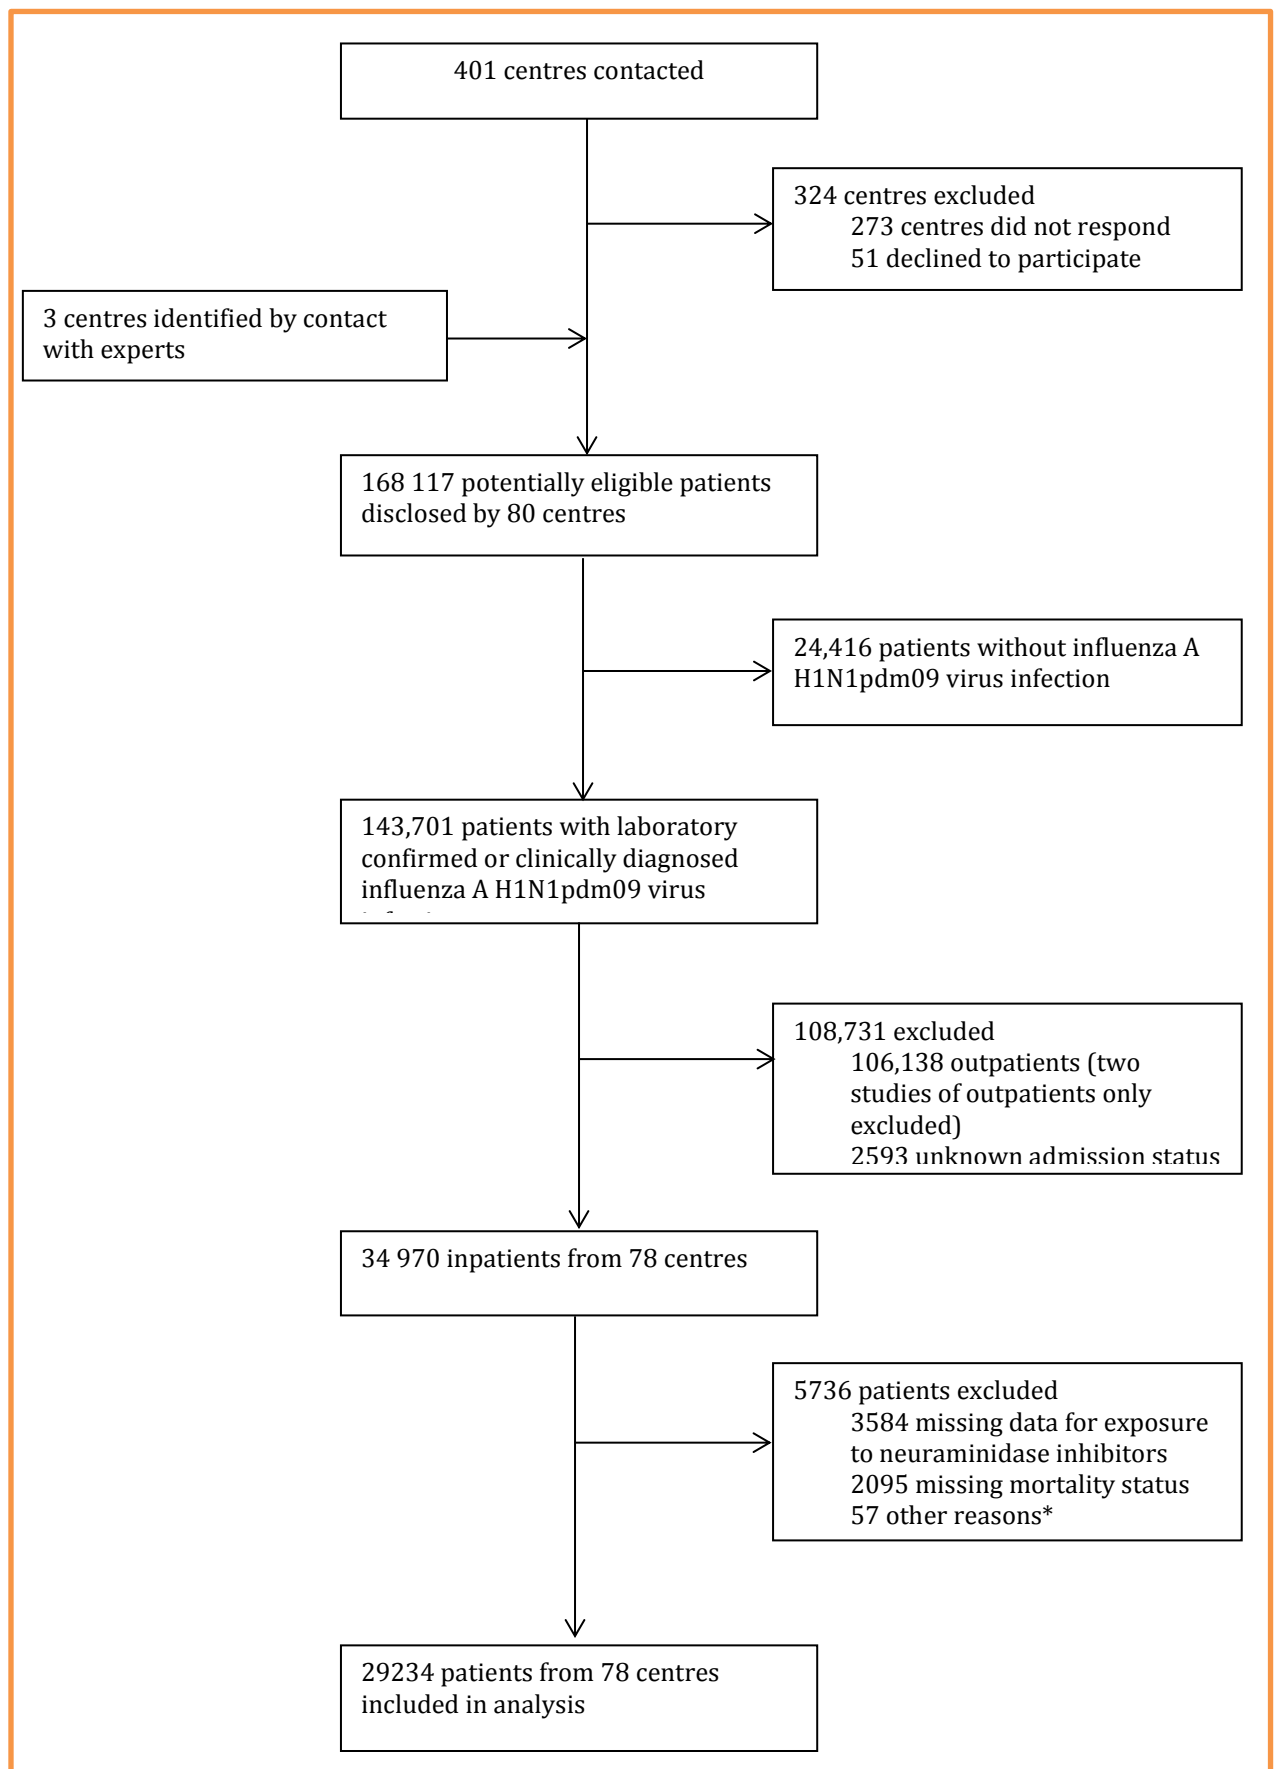 401 centres contacted
324 centres excluded
273 centres did not respond
51 declined to participate
3 centres identified by contact
with experts
168 117 potentially eligible patients
disclosed by 80 centres
24,416 patients without influenza A
H1N1pdm09 virus infection
143,701 patients with laboratory
confirmed or clinically diagnosed
influenza A H1N1pdm09 virus
108,731 excluded
106,138 outpatients (two
studies of outpatients only
excluded)
2593 unknown admission status
34 970 inpatients from 78 centres
5736 patients excluded
3584 missing data for exposure
to neuraminidase inhibitors
2095 missing mortality status
57 other reasons*
29234 patients from 78 centres
included in analysis